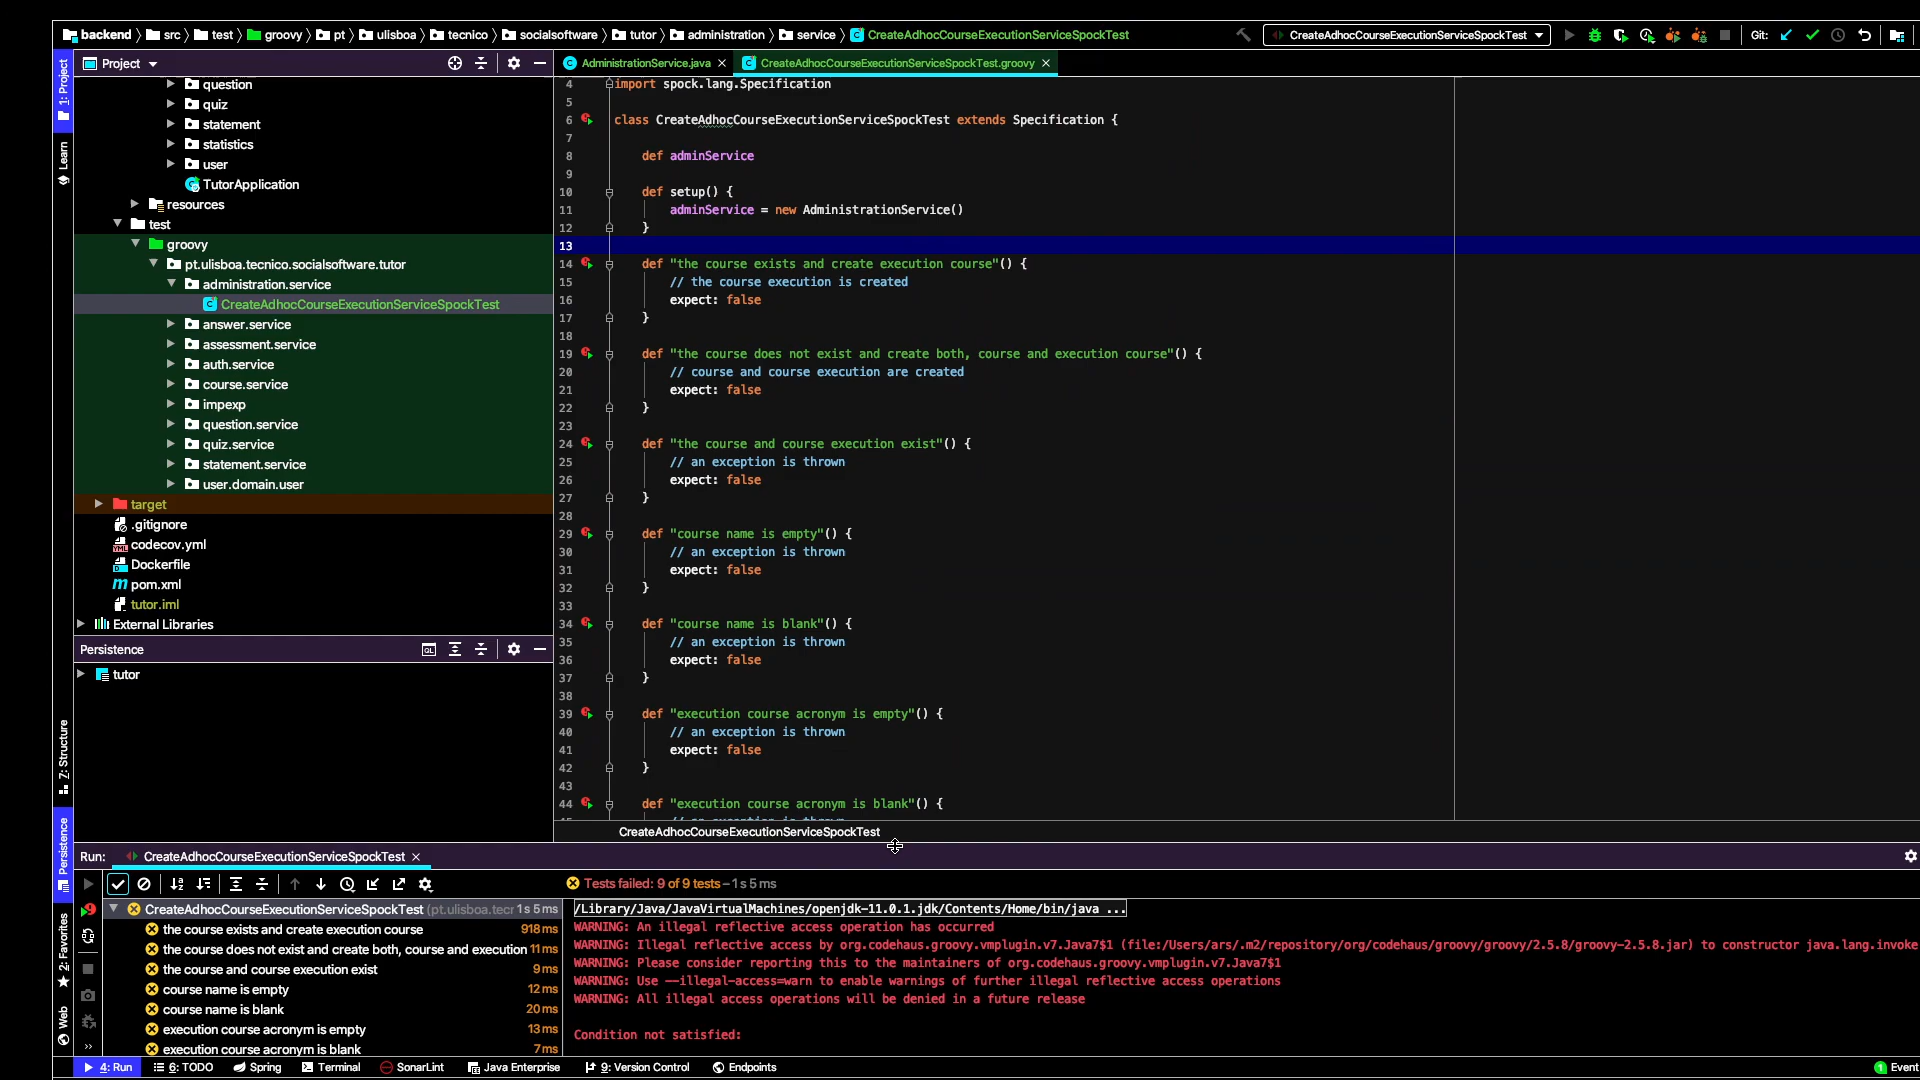 backend src test groovy pt ulisboa tecnico socialsoftware tutor administration service CreateAdhocCourseExecutionServiceSpockTest
CreateAdhocCourseExecutionServiceSpockTest Git:
1: Project
Learn
7: Structure
Persistence
2: Favorites
Web
Project
question
quiz
statement
statistics
user
TutorApplication
resources
test
groovy
pt.ulisboa.tecnico.socialsoftware.tutor
administration.service
CreateAdhocCourseExecutionServiceSpockTest
answer.service
assessment.service
auth.service
course.service
impexp
question.service
quiz.service
statement.service
user.domain.user
target
.gitignore
codecov.yml
Dockerfile
pom.xml
tutor.iml
External Libraries
Persistence
tutor
AdministrationService.java CreateAdhocCourseExecutionServiceSpockTest.groovy
4 import spock.lang.Specification
5
6 class CreateAdhocCourseExecutionServiceSpockTest extends Specification {
7
8 def adminService
9
10 def setup() {
11 adminService = new AdministrationService()
12 }
13
14 def "the course exists and create execution course"() {
15 // the course execution is created
16 expect: false
17 }
18
19 def "the course does not exist and create both, course and execution course"() {
20 // course and course execution are created
21 expect: false
22 }
23
24 def "the course and course execution exist"() {
25 // an exception is thrown
26 expect: false
27 }
28
29 def "course name is empty"() {
30 // an exception is thrown
31 expect: false
32 }
33
34 def "course name is blank"() {
35 // an exception is thrown
36 expect: false
37 }
38
39 def "execution course acronym is empty"() {
40 // an exception is thrown
41 expect: false
42 }
43
44 def "execution course acronym is blank"() {
CreateAdhocCourseExecutionServiceSpockTest
Run: CreateAdhocCourseExecutionServiceSpockTest
Tests failed: 9 of 9 tests – 1 s 5 ms
CreateAdhocCourseExecutionServiceSpockTest (pt.ulisboa.tecr 1 s 5 ms
the course exists and create execution course 918 ms
the course does not exist and create both, course and execution 11 ms
the course and course execution exist 9 ms
course name is empty 12 ms
course name is blank 20 ms
execution course acronym is empty 13 ms
execution course acronym is blank 7 ms
/Library/Java/JavaVirtualMachines/openjdk-11.0.1.jdk/Contents/Home/bin/java ...
WARNING: An illegal reflective access operation has occurred
WARNING: Illegal reflective access by org.codehaus.groovy.vmplugin.v7.Java7$1 (file:/Users/ars/.m2/repository/org/codehaus/groovy/groovy/2.5.8/groovy-2.5.8.jar) to constructor java.lang.invoke
WARNING: Please consider reporting this to the maintainers of org.codehaus.groovy.vmplugin.v7.Java7$1
WARNING: Use --illegal-access=warn to enable warnings of further illegal reflective access operations
WARNING: All illegal access operations will be denied in a future release
Condition not satisfied:
4: Run 6: TODO Spring Terminal SonarLint Java Enterprise 9: Version Control Endpoints 1 Event